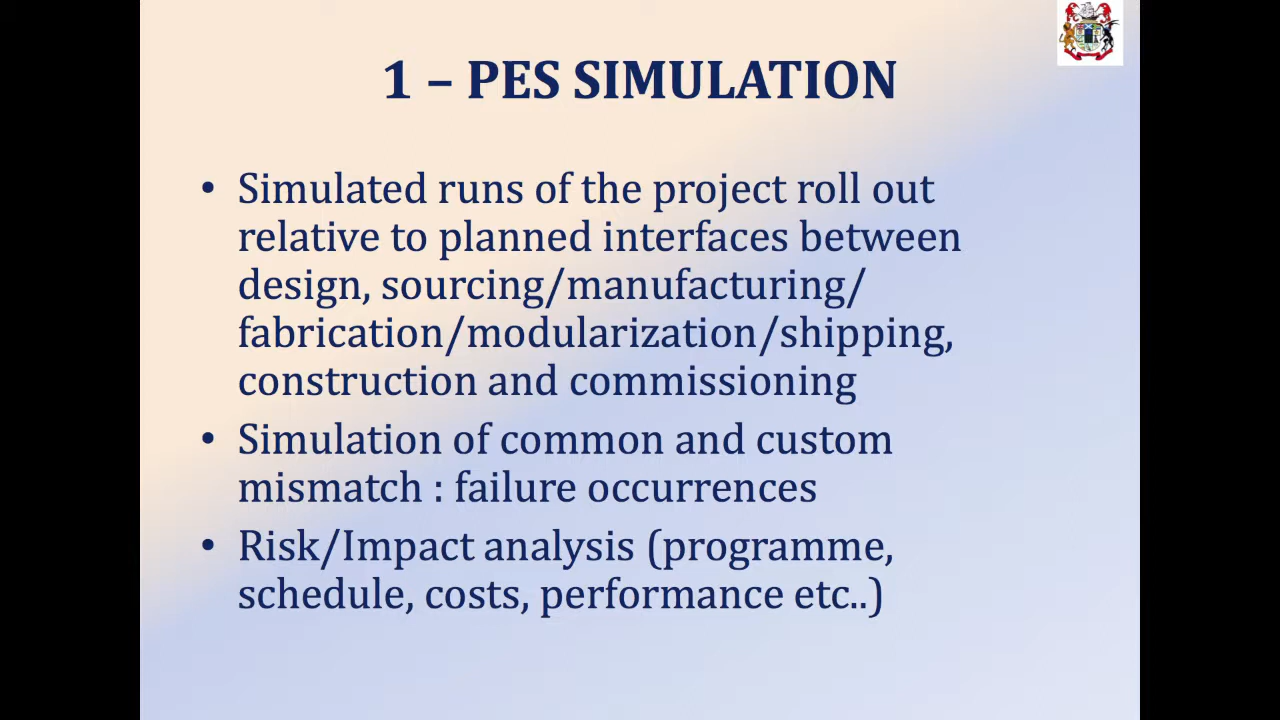 1 – PES SIMULATION
• Simulated runs of the project roll out
relative to planned interfaces between
design, sourcing/manufacturing/
fabrication/modularization/shipping,
construction and commissioning
• Simulation of common and custom
mismatch : failure occurrences
• Risk/Impact analysis (programme,
schedule, costs, performance etc..)